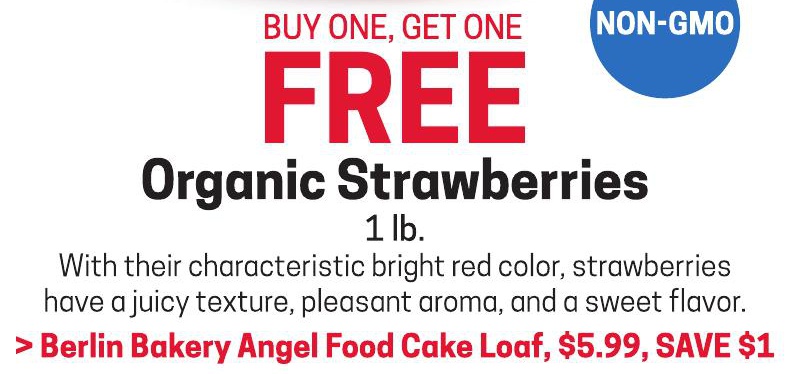 BUY ONE, GET ONE
NON-GMO
FREE
Organic Strawberries
1 lb.
With their characteristic bright red color, strawberries
have a juicy texture, pleasant aroma, and a sweet flavor.
> Berlin Bakery Angel Food Cake Loaf, $5.99, SAVE $1